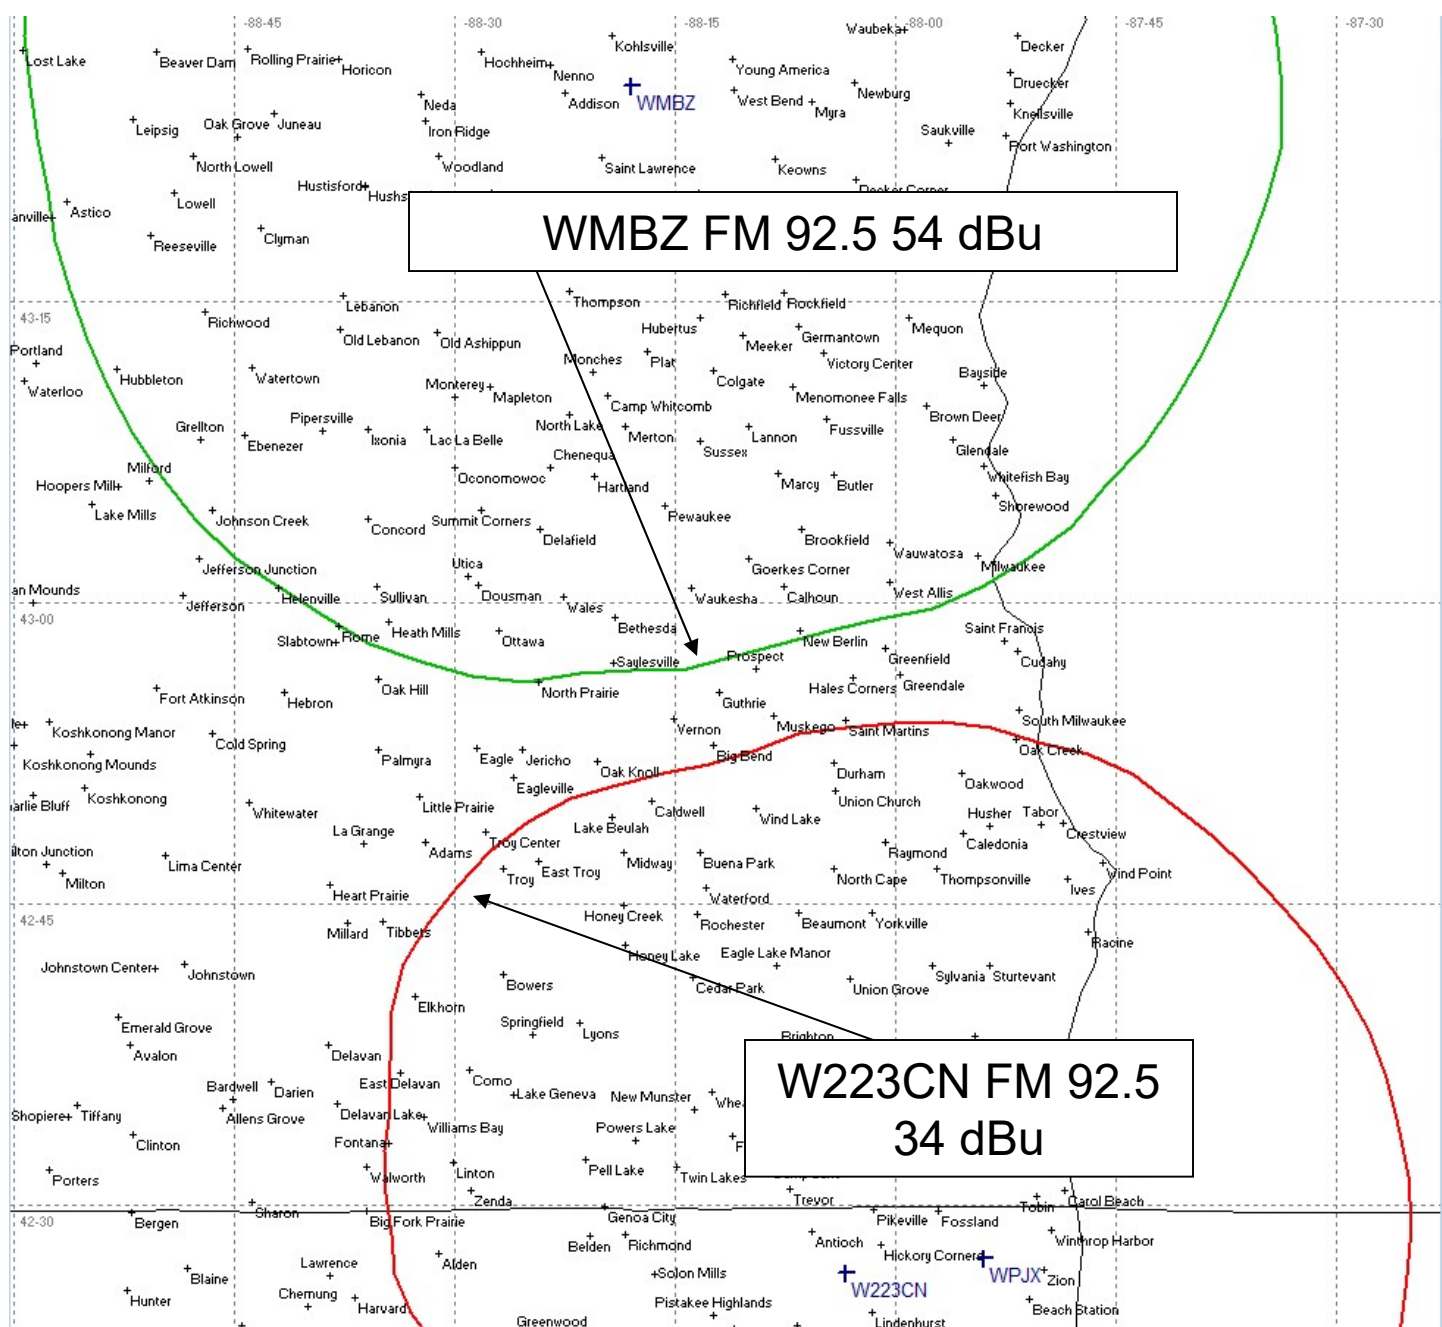 -88-45 -88-30 -88-15 -88-00 -87-45 -87-30
Waubeka
Kohlsville Decker
Lost Lake Beaver Dam Rolling Prairie Horicon Hochheim Nenno Young America Druecker
Neda Addison WMBZ West Bend Myra Newburg Knellsville
Leipsig Oak Grove Juneau Iron Ridge Saukville Port Washington
North Lowell Woodland Saint Lawrence Keowns
Hustisford Hushs Decker Corner
anville Astico Lowell
Reeseville Clyman
WMBZ FM 92.5 54 dBu
Lebanon Thompson Richfield Rockfield
43-15 Richwood Hubertus Mequon
Old Lebanon Old Ashippun Meeker Germantown
Portland Monches Plat Victory Center
Waterloo Hubbleton Watertown Monterey Mapleton Colgate Bayside
Camp Whitcomb Menomonee Falls
Grellton Pipersville North Lake Brown Deer
Ebenezer Ixonia Lac La Belle Merton Lannon Fussville
Milford Chenequa Sussex Glendale
Hoopers Mill Oconomowoc Hartland Marcy Butler Whitefish Bay
Lake Mills Johnson Creek Concord Summit Corners Pewaukee Shorewood
Delafield Brookfield
Jefferson Junction Utica Goerkes Corner Wauwatosa Milwaukee
an Mounds Jefferson Helenville Sullivan Dousman Wales Waukesha Calhoun West Allis
43-00
Slabtown Rome Heath Mills Ottawa Bethesda New Berlin Saint Francis
Saylesville Prospect Greenfield Cudahy
Fort Atkinson Hebron Oak Hill North Prairie Guthrie Hales Corners Greendale
Koshkonong Manor Cold Spring Vernon Muskego Saint Martins South Milwaukee
Koshkonong Mounds Palmyra Eagle Jericho Oak Knoll Big Bend Oak Creek
Eagleville Durham Oakwood
arlie Bluff Koshkonong Whitewater Little Prairie Caldwell Union Church
La Grange Lake Beulah Wind Lake Husher Tabor Crestview
ilton Junction Lima Center Adams Troy Center Midway Buena Park Raymond Caledonia
Milton Heart Prairie Troy East Troy Waterford North Cape Thompsonville Ives Wind Point
42-45 Millard Tibbets Honey Creek Rochester Beaumont Yorkville
Racine
Johnstown Center Johnstown Honey Lake Eagle Lake Manor
Bowers Cedar Park Union Grove Sylvania Sturtevant
Elkhorn
Emerald Grove Springfield Lyons Brighton
Avalon Delavan
W223CN FM 92.5
34 dBu
Bardwell Darien East Delavan Como Lake Geneva New Munster Whea
Shopiere Tiffany Allens Grove Delavan Lake Williams Bay Powers Lake
Clinton Fontana F
Porters Walworth Linton Pell Lake Twin Lakes
Zenda Trevor Tobin Carol Beach
42-30 Bergen Sharon Big Foot Prairie Genoa City Pikeville Fossland
Belden Richmond Antioch Hickory Corners Winthrop Harbor
Blaine Lawrence Alden Solon Mills W223CN WPJX Zion
Hunter Chemung Harvard Pistakee Highlands Beach Station
Greenwood Lindenhurst